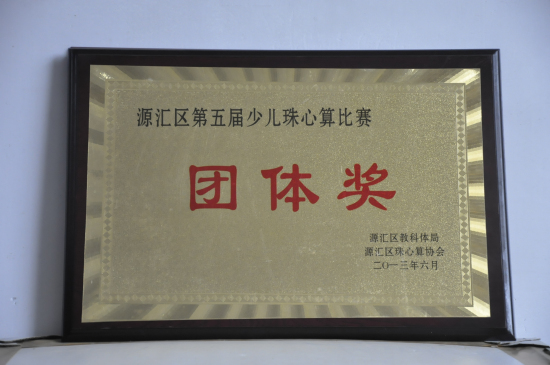 源汇区第五届少儿珠心算比赛
团体奖
源汇区教科体局
源汇区珠心算协会
二〇一三年六月